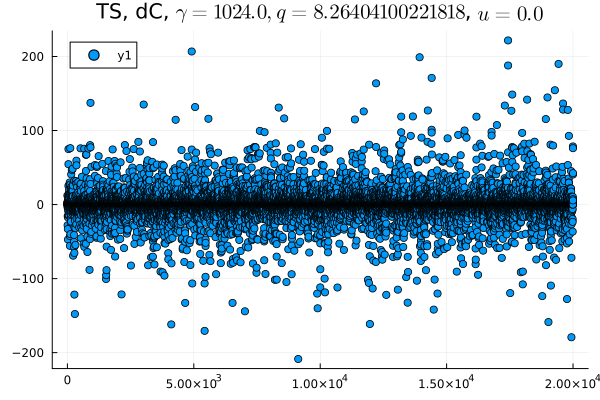 TS, dC, γ = 1024.0, q = 8.26404100221818, u = 0.0
y1
200
100
0
−100
−200
0 5.00×10³ 1.00×10⁴ 1.50×10⁴ 2.00×10⁴